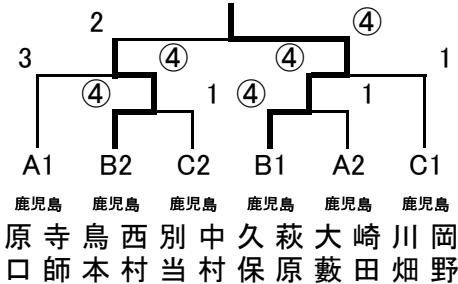 2 ④
3 ④ ④ 1
④ 1 ④ 1
A1 B2 C2 B1 A2 C1
鹿児島 鹿児島 鹿児島 鹿児島 鹿児島 鹿児島
原 寺 鳥 西 別 中 久 萩 大 崎 川 岡
口 師 本 村 当 村 保 原 藪 田 畑 野